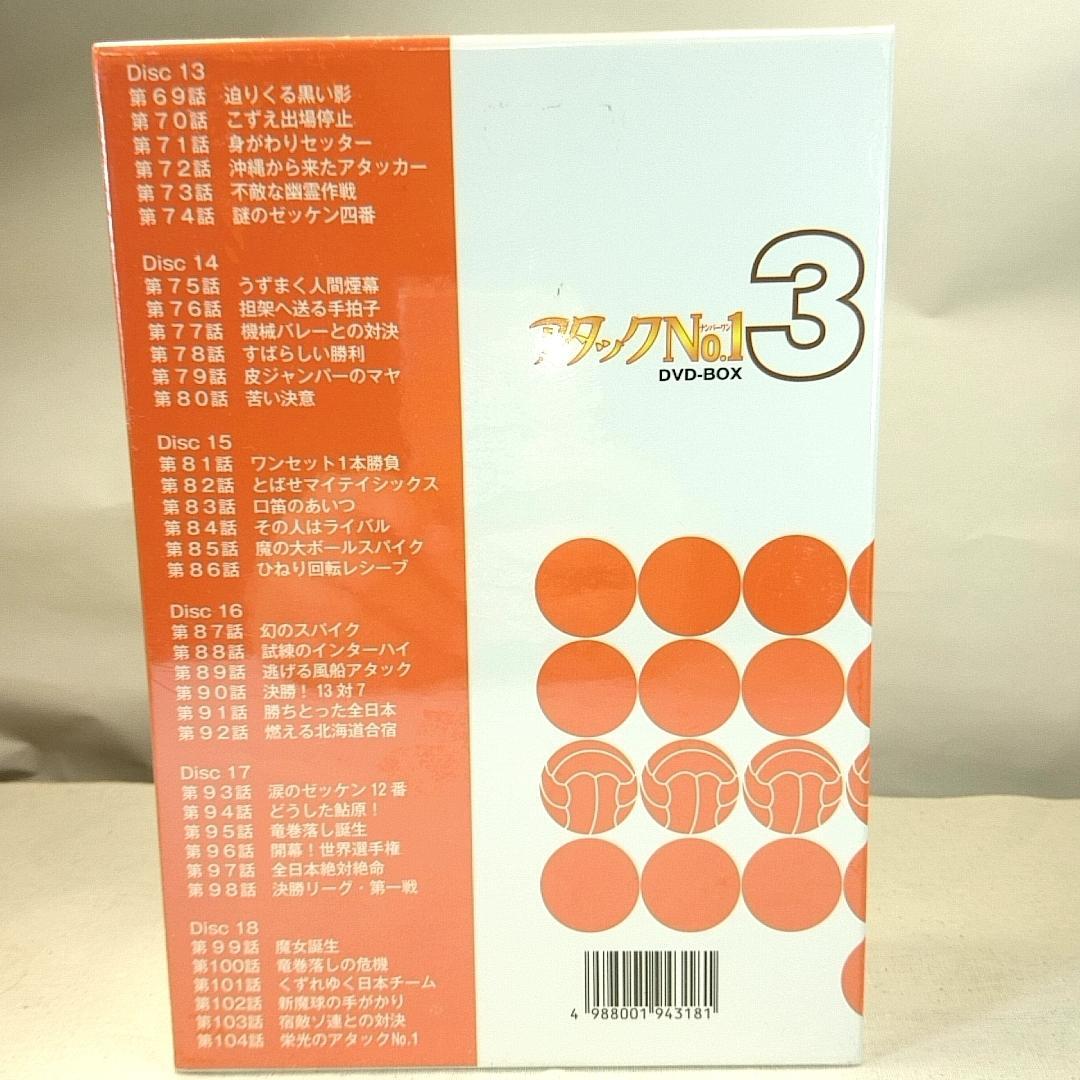 Disc 13
第69話 迫りくる黒い影
第70話 こずえ出場停止
第71話 身がわりセッター
第72話 沖縄から来たアタッカー
第73話 不敵な幽霊作戦
第74話 謎のゼッケン四番
Disc 14
第75話 うずまく人間煙幕
第76話 担架へ送る手拍子
第77話 機械バレーとの対決
第78話 すばらしい勝利
第79話 皮ジャンパーのマヤ
第80話 苦い決意
Disc 15
第81話 ワンセット1本勝負
第82話 とばせマイテイシックス
第83話 口笛のあいつ
第84話 その人はライバル
第85話 魔の大ボールスパイク
第86話 ひねり回転レシーブ
Disc 16
第87話 幻のスパイク
第88話 試練のインターハイ
第89話 逃げる風船アタック
第90話 決勝!13対7
第91話 勝ちとった全日本
第92話 燃える北海道合宿
Disc 17
第93話 涙のゼッケン12番
第94話 どうした鮎原!
第95話 竜巻落し誕生
第96話 開幕!世界選手権
第97話 全日本絶対絶命
第98話 決勝リーグ・第一戦
Disc 18
第99話 魔女誕生
第100話 竜巻落しの危機
第101話 くずれゆく日本チーム
第102話 新魔球の手がかり
第103話 宿敵ソ連との対決
第104話 栄光のアタックNo.1
ナンバーワン
アタックNo.1 3
DVD-BOX
4 988001 943181